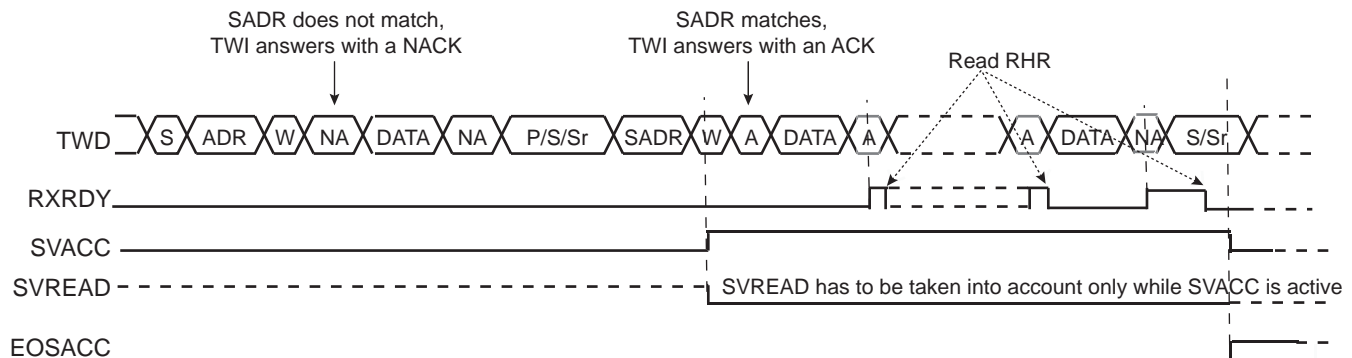 SADR does not match,
TWI answers with a NACK
SADR matches,
TWI answers with an ACK
Read RHR
TWD S ADR W NA DATA NA P/S/Sr SADR W A DATA A A DATA NA S/Sr
RXRDY
SVACC
SVREAD SVREAD has to be taken into account only while SVACC is active
EOSACC